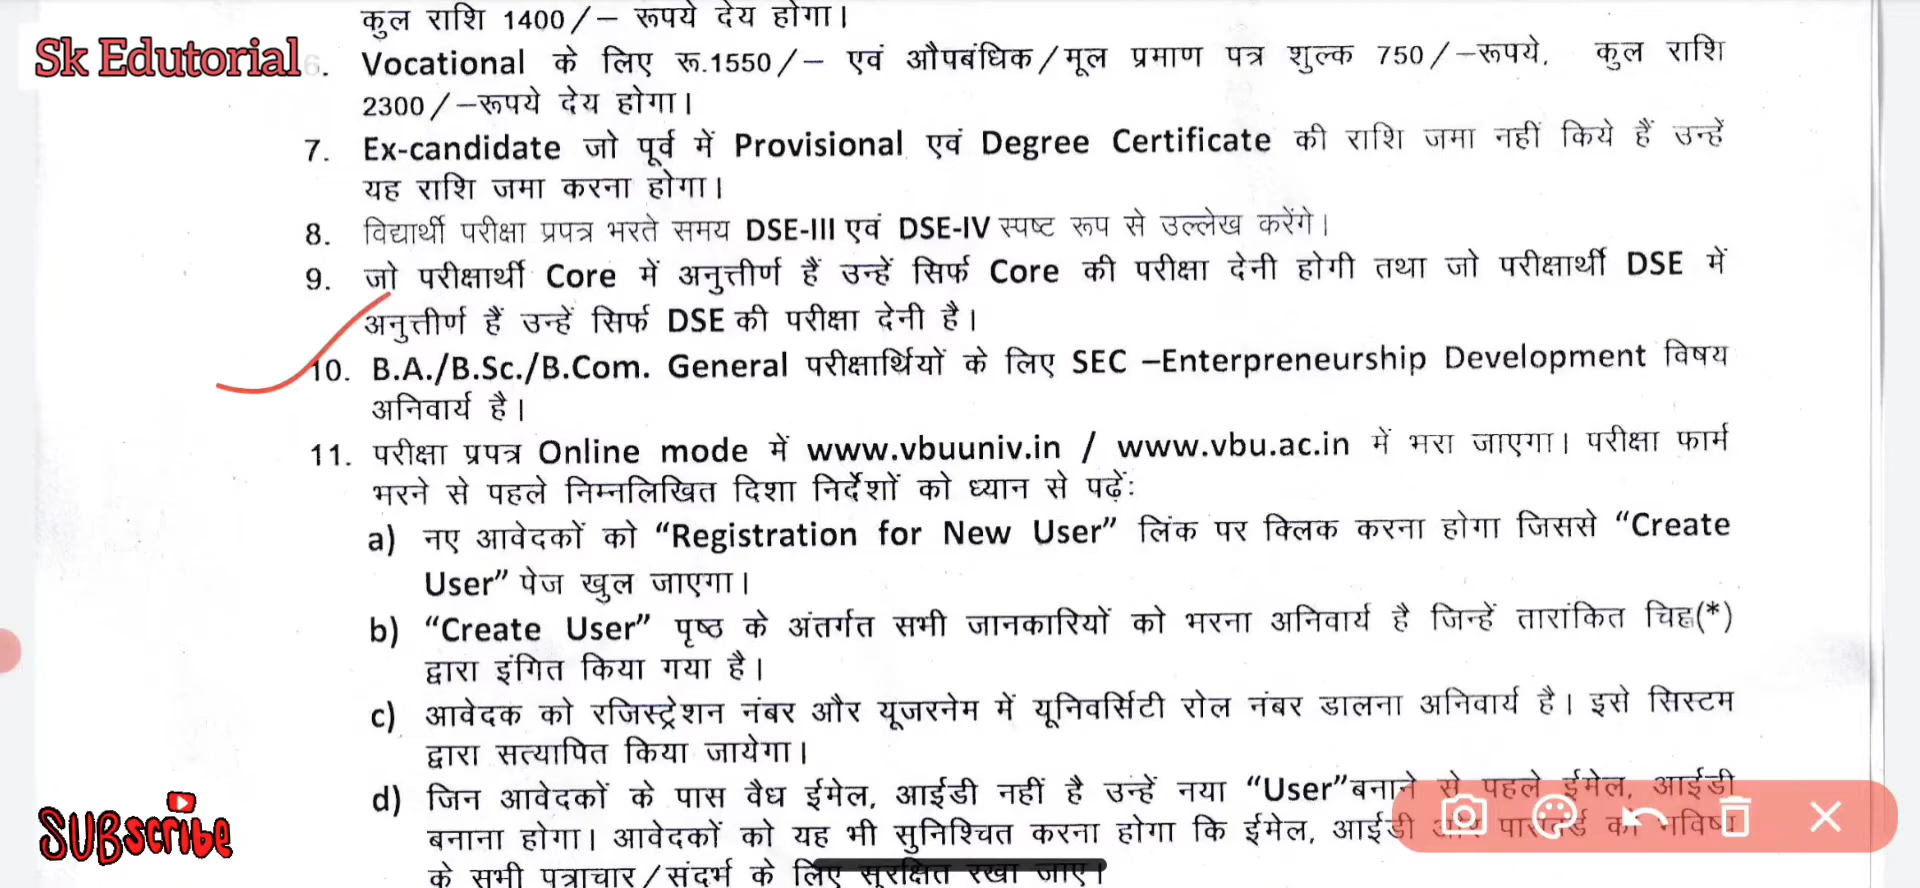 कुल राशि 1400/– रूपये देय होगा।
Sk Edutorial
6. Vocational के लिए रू.1550/– एवं औपबंधिक/मूल प्रमाण पत्र शुल्क 750/–रूपये, कुल राशि
2300/–रूपये देय होगा।
7. Ex-candidate जो पूर्व में Provisional एवं Degree Certificate की राशि जमा नहीं किये हैं उन्हें
यह राशि जमा करना होगा।
8. विद्यार्थी परीक्षा प्रपत्र भरते समय DSE-III एवं DSE-IV स्पष्ट रूप से उल्लेख करेंगे।
9. जो परीक्षार्थी Core में अनुत्तीर्ण हैं उन्हें सिर्फ Core की परीक्षा देनी होगी तथा जो परीक्षार्थी DSE में
अनुत्तीर्ण हैं उन्हें सिर्फ DSE की परीक्षा देनी है।
10. B.A./B.Sc./B.Com. General परीक्षार्थियों के लिए SEC –Enterpreneurship Development विषय
अनिवार्य है।
11. परीक्षा प्रपत्र Online mode में www.vbuuniv.in / www.vbu.ac.in में भरा जाएगा। परीक्षा फार्म
भरने से पहले निम्नलिखित दिशा निर्देशों को ध्यान से पढ़ें:
a) नए आवेदकों को “Registration for New User” लिंक पर क्लिक करना होगा जिससे “Create
User” पेज खुल जाएगा।
b) “Create User” पृष्ठ के अंतर्गत सभी जानकारियों को भरना अनिवार्य है जिन्हें तारांकित चिह्न(*)
द्वारा इंगित किया गया है।
c) आवेदक को रजिस्ट्रेशन नंबर और यूजरनेम में यूनिवर्सिटी रोल नंबर डालना अनिवार्य है। इसे सिस्टम
द्वारा सत्यापित किया जायेगा।
d) जिन आवेदकों के पास वैध ईमेल, आईडी नहीं है उन्हें नया “User”बनाने से पहले ईमेल, आईडी
बनाना होगा। आवेदकों को यह भी सुनिश्चित करना होगा कि ईमेल, आईडी और पासवर्ड को भविष्य
के सभी पत्राचार/संदर्भ के लिए सुरक्षित रखा जाए।
SUBscribe